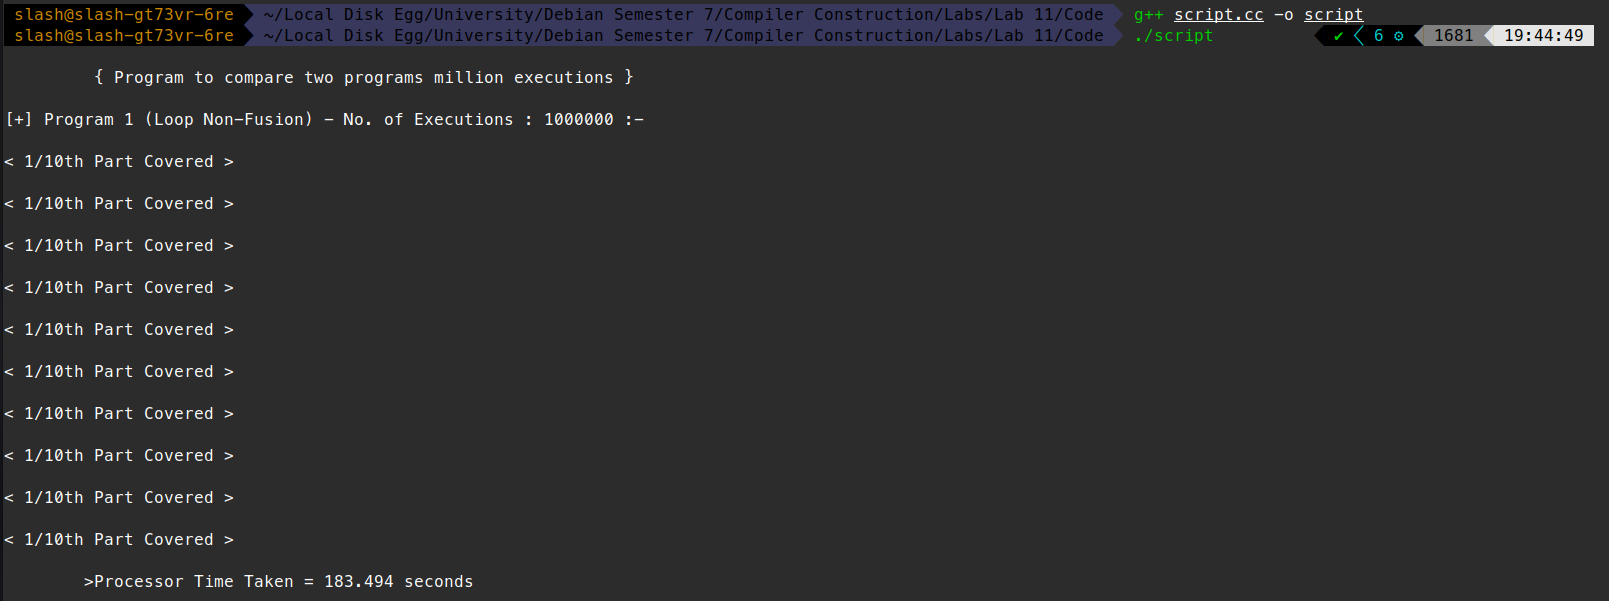 slash@slash-gt73vr-6re ~/Local Disk Egg/University/Debian Semester 7/Compiler Construction/Labs/Lab 11/Code g++ script.cc -o script
slash@slash-gt73vr-6re ~/Local Disk Egg/University/Debian Semester 7/Compiler Construction/Labs/Lab 11/Code ./script ✔ 6 ⚙ 1681 19:44:49
{ Program to compare two programs million executions }
[+] Program 1 (Loop Non-Fusion) - No. of Executions : 1000000 :-
< 1/10th Part Covered >
< 1/10th Part Covered >
< 1/10th Part Covered >
< 1/10th Part Covered >
< 1/10th Part Covered >
< 1/10th Part Covered >
< 1/10th Part Covered >
< 1/10th Part Covered >
< 1/10th Part Covered >
< 1/10th Part Covered >
>Processor Time Taken = 183.494 seconds